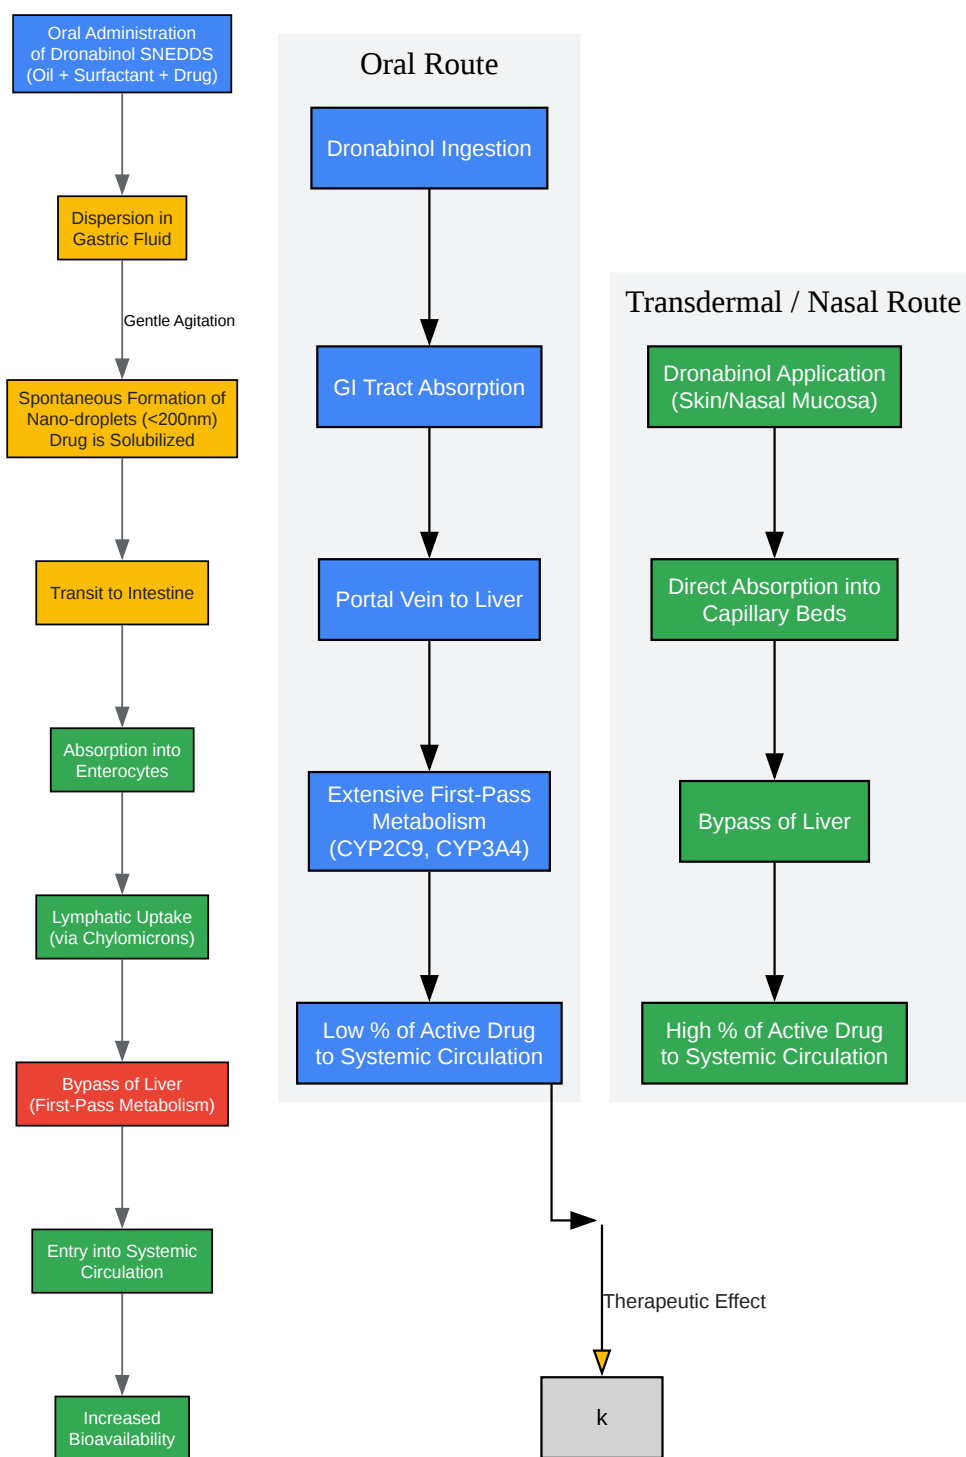 Oral Administration
of Dronabinol SNEDDS
(Oil + Surfactant + Drug)
Dispersion in
Gastric Fluid
Gentle Agitation
Spontaneous Formation of
Nano-droplets (<200nm)
Drug is Solubilized
Transit to Intestine
Absorption into
Enterocytes
Lymphatic Uptake
(via Chylomicrons)
Bypass of Liver
(First-Pass Metabolism)
Entry into Systemic
Circulation
Increased
Bioavailability
Oral Route
Dronabinol Ingestion
GI Tract Absorption
Portal Vein to Liver
Extensive First-Pass
Metabolism
(CYP2C9, CYP3A4)
Low % of Active Drug
to Systemic Circulation
Transdermal / Nasal Route
Dronabinol Application
(Skin/Nasal Mucosa)
Direct Absorption into
Capillary Beds
Bypass of Liver
High % of Active Drug
to Systemic Circulation
Therapeutic Effect
k